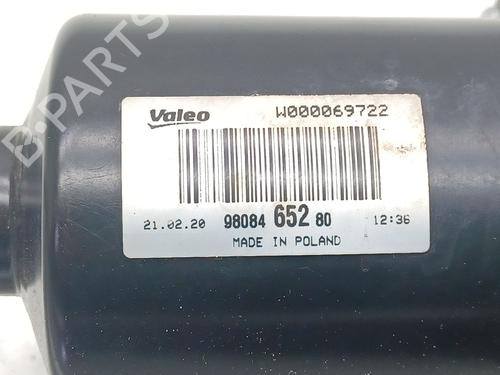 Valeo W000069722
21.02.20 98084 652 80 12:36
MADE IN POLAND
B-PARTS